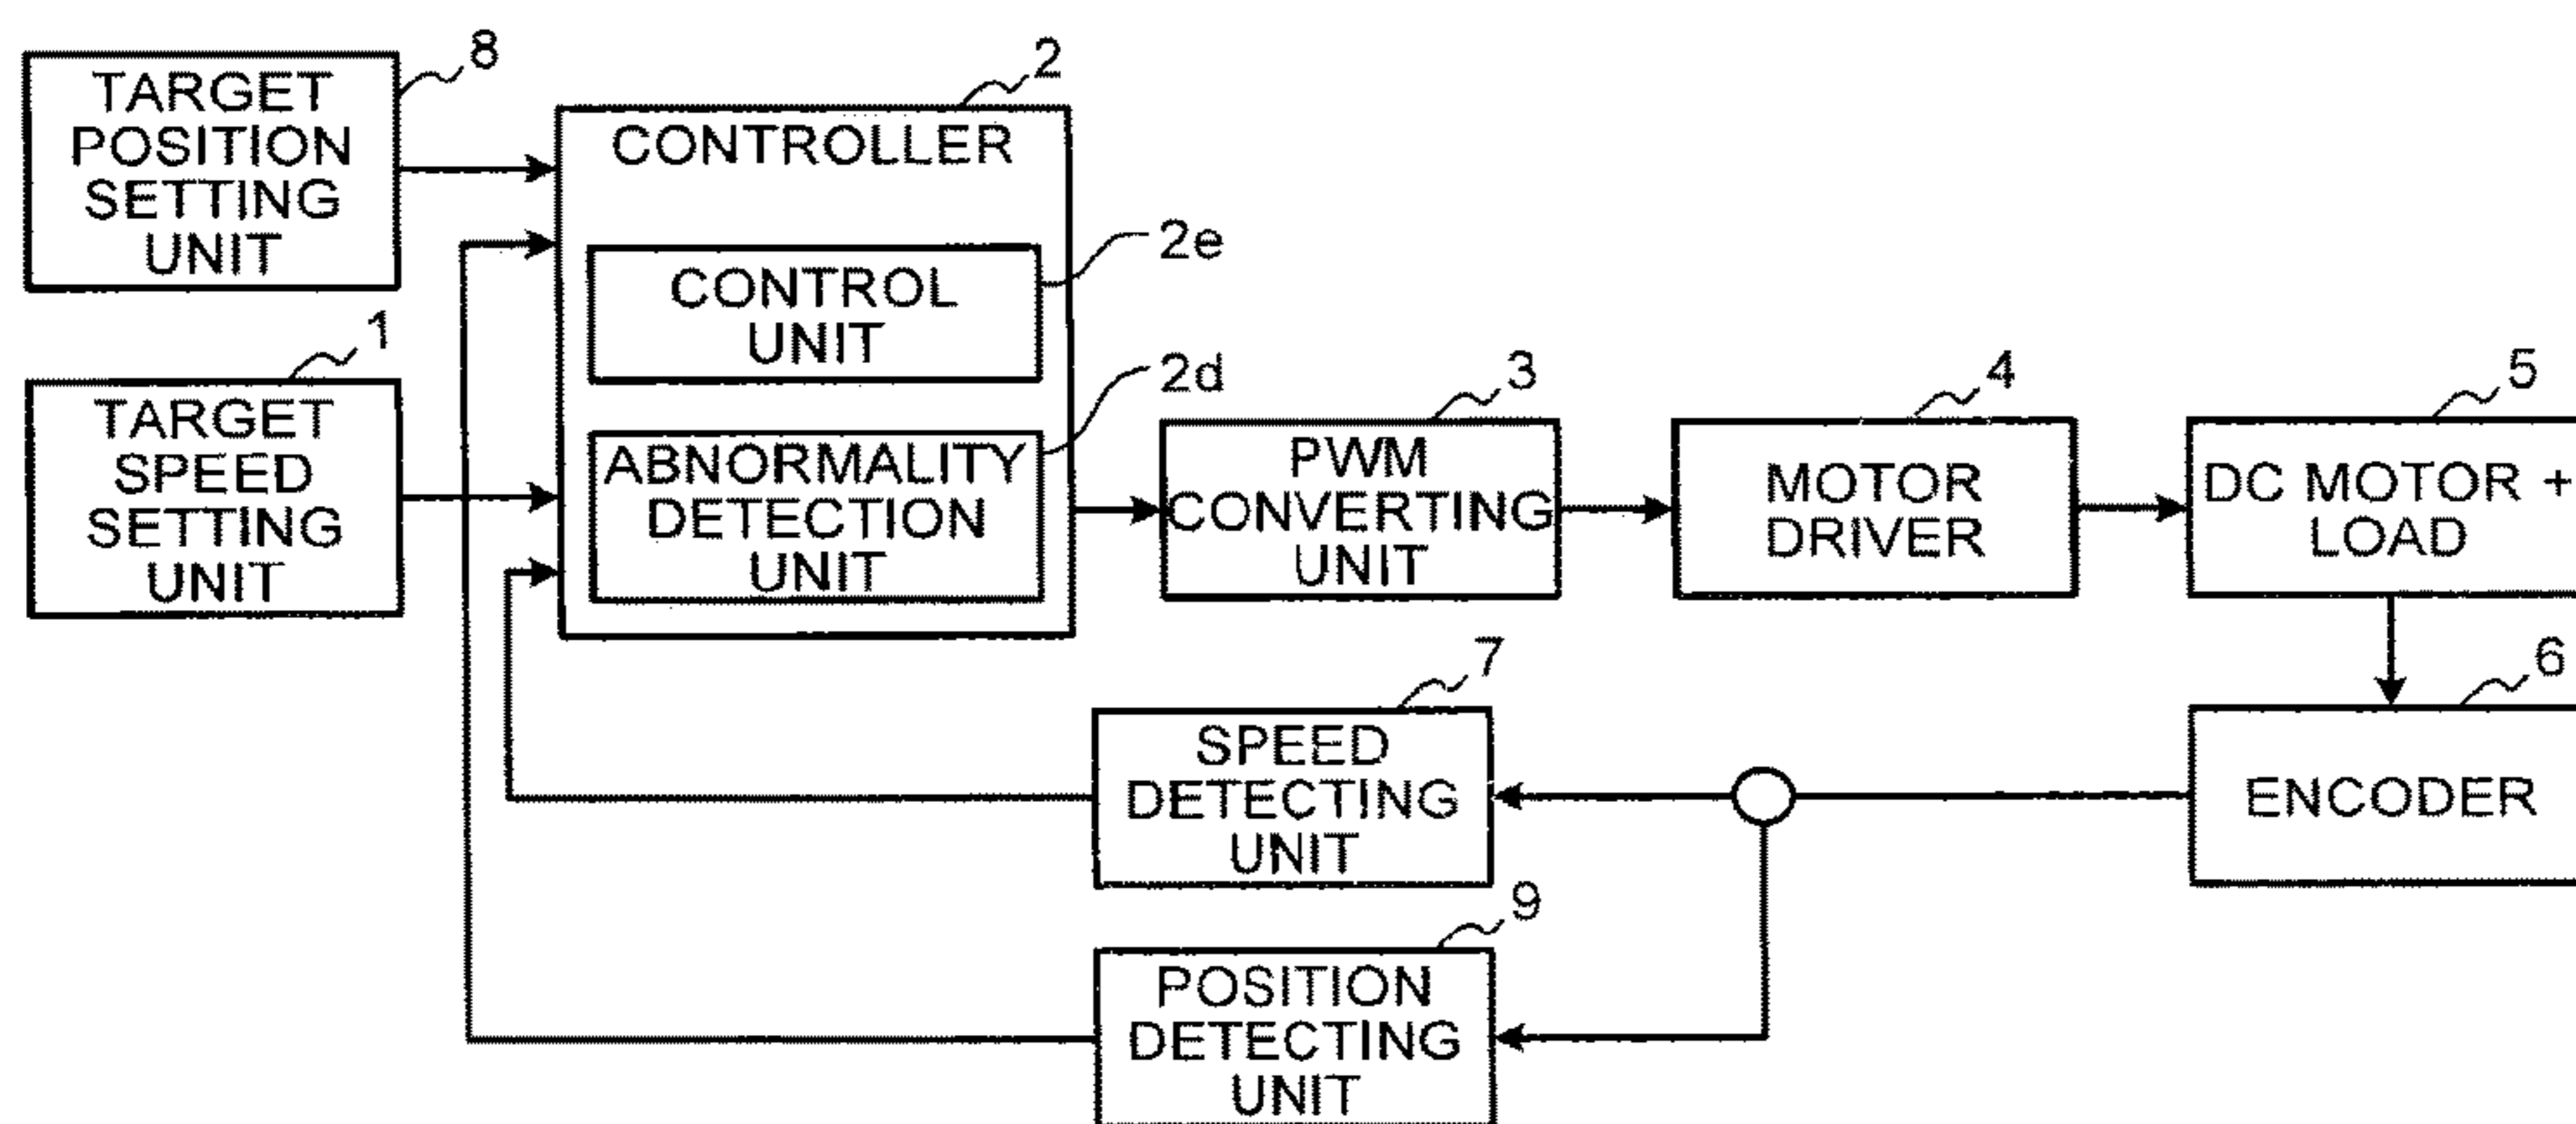 8
TARGET
POSITION
SETTING
UNIT
2
CONTROLLER
2e
CONTROL
UNIT
1
TARGET
SPEED
SETTING
UNIT
2d
ABNORMALITY
DETECTION
UNIT
3
PWM
CONVERTING
UNIT
4
MOTOR
DRIVER
5
DC MOTOR +
LOAD
7
SPEED
DETECTING
UNIT
6
ENCODER
9
POSITION
DETECTING
UNIT